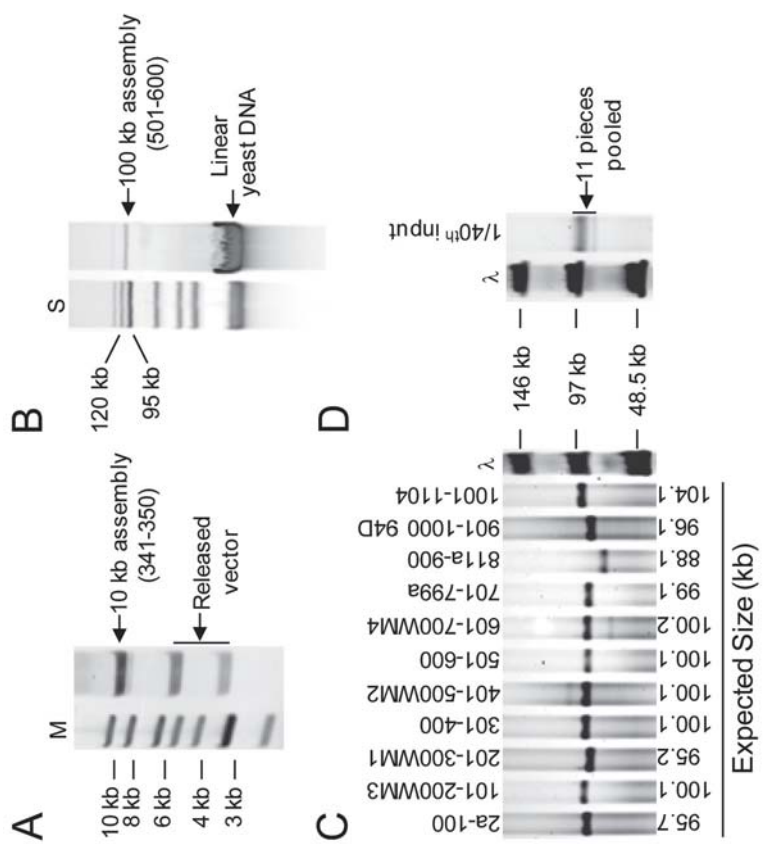 A
M
10 kb
8 kb
6 kb
4 kb
3 kb
10 kb assembly
(341-350)
Released
vector
B
S
120 kb
95 kb
100 kb assembly
(501-600)
Linear
yeast DNA
C
2a-100
101-200WM3
201-300WM1
301-400
401-500WM2
501-600
601-700WM4
701-799a
811a-900
901-1000 94D
1001-1104
λ
95.7
100.1
95.2
100.1
100.1
100.1
100.2
99.1
88.1
96.1
104.1
Expected Size (kb)
D
146 kb
97 kb
48.5 kb
λ
1/40th input
11 pieces
pooled